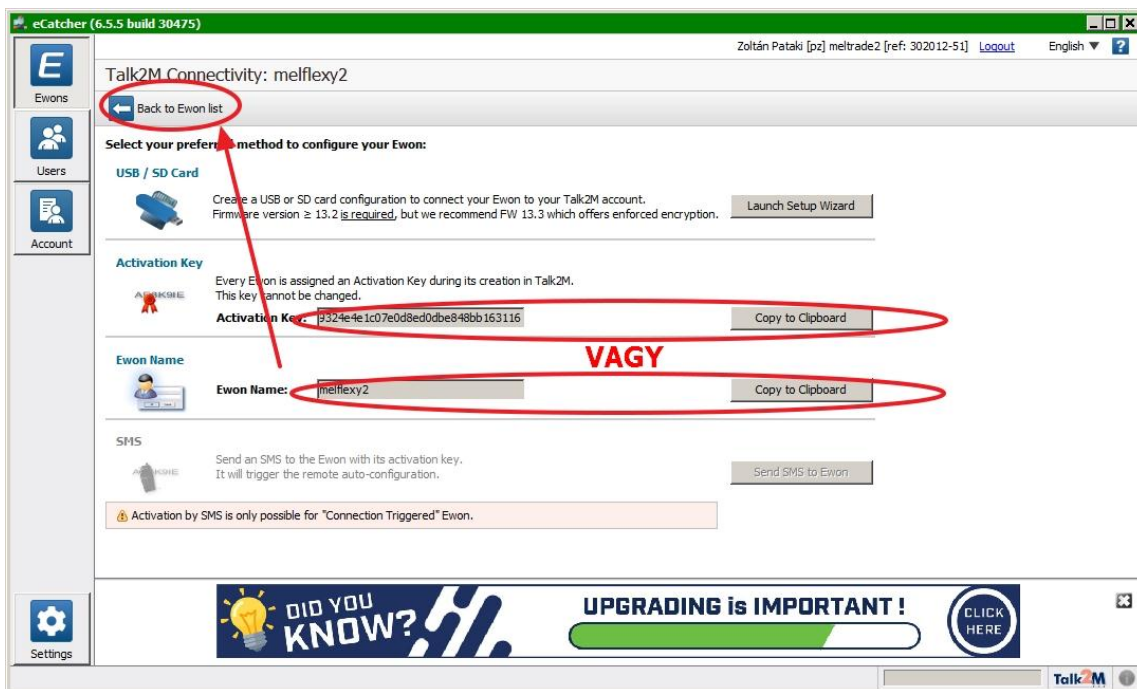 eCatcher (6.5.5 build 30475)
Zoltán Pataki [pz] meltrade2 [ref: 302012-51] Logout English ▼ ?
Ewons
Users
Account
Settings
Talk2M Connectivity: melflexy2
Back to Ewon list
Select your preferred method to configure your Ewon:
USB / SD Card
Create a USB or SD card configuration to connect your Ewon to your Talk2M account.
Firmware version ≥ 13.2 is required, but we recommend FW 13.3 which offers enforced encryption.
Launch Setup Wizard
Activation Key
Every Ewon is assigned an Activation Key during its creation in Talk2M.
This key cannot be changed.
Activation Key: 9324e4e1c07e0d8ed0dbe848bb163116 Copy to Clipboard
VAGY
Ewon Name
Ewon Name: melflexy2 Copy to Clipboard
SMS
Send an SMS to the Ewon with its activation key.
It will trigger the remote auto-configuration.
Send SMS to Ewon
Activation by SMS is only possible for "Connection Triggered" Ewon.
DID YOU
KNOW?
UPGRADING iS IMPORTANT !
CLICK
HERE
Talk2M